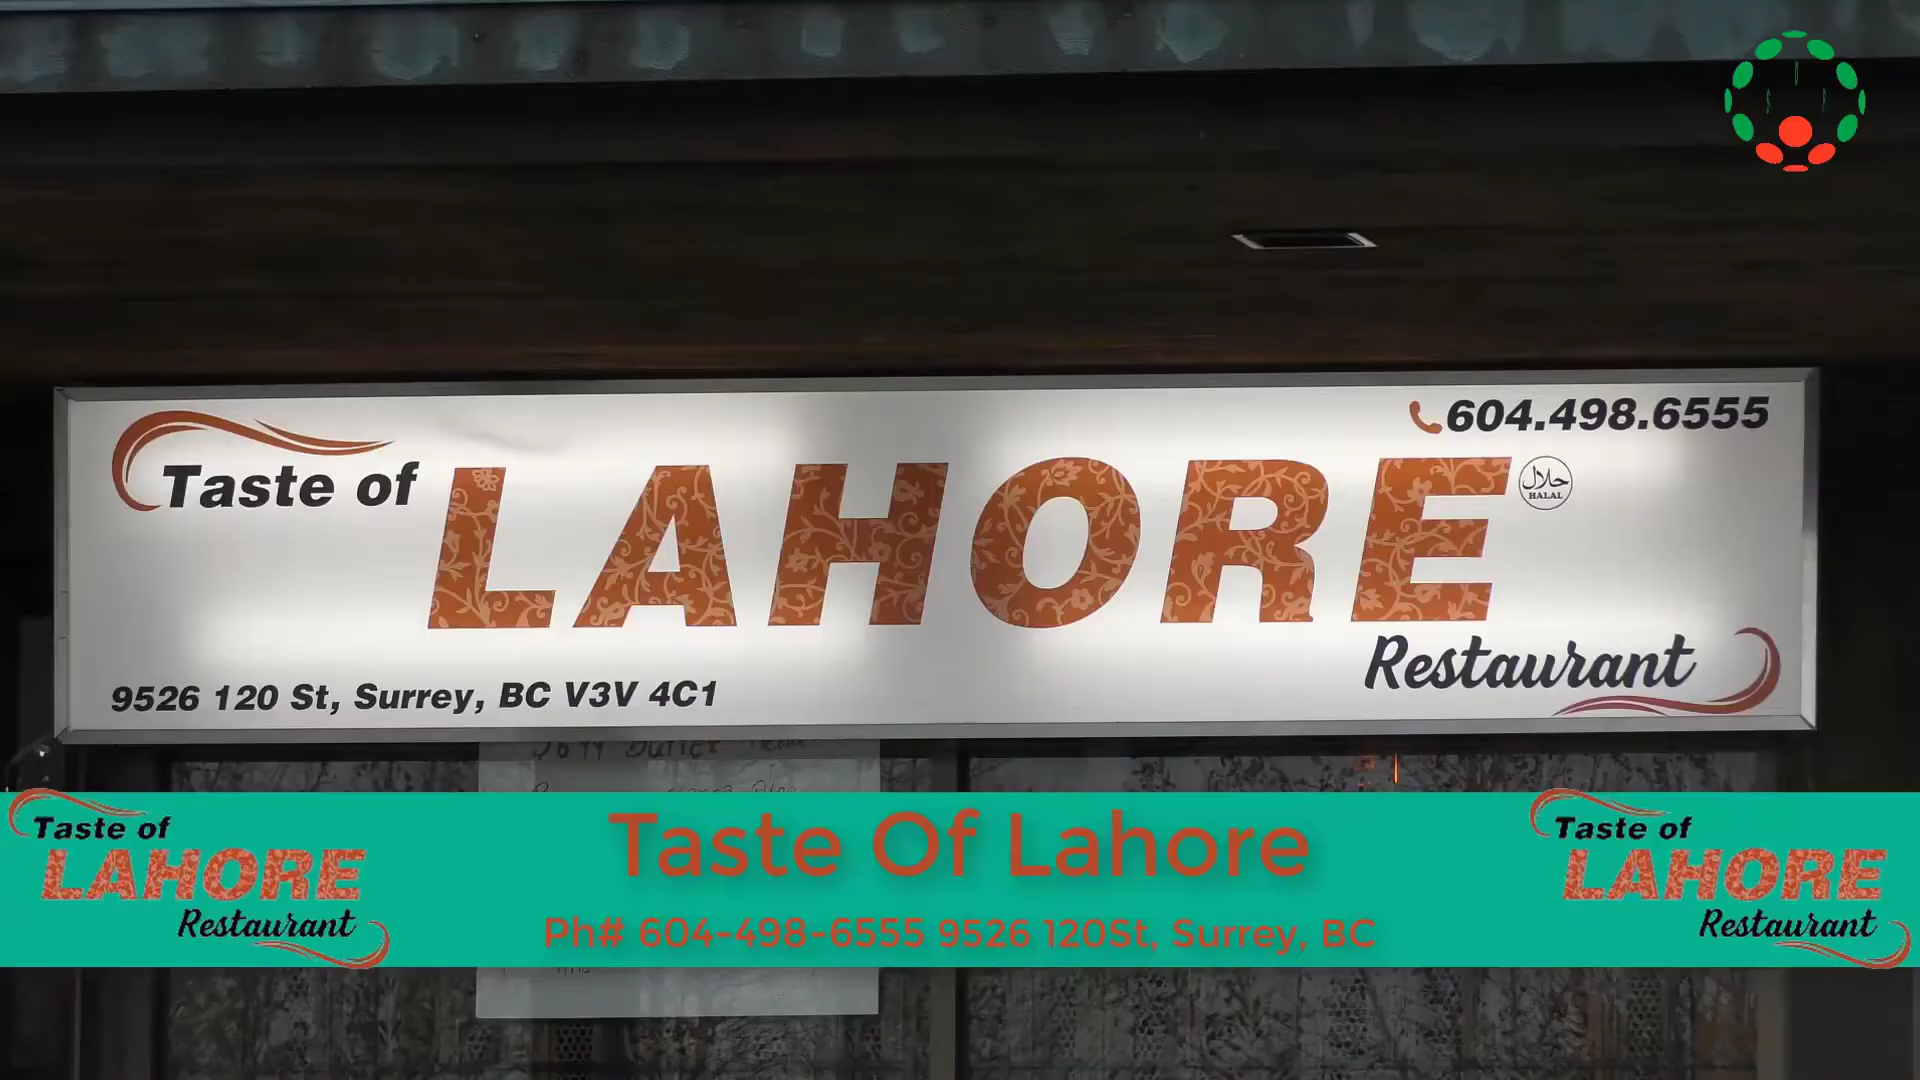 604.498.6555
Taste of
LAHORE
حلال
HALAL
Restaurant
9526 120 St, Surrey, BC V3V 4C1
Buffet
Taste of
LAHORE
Restaurant
Taste Of Lahore
Ph# 604-498-6555 9526 120St, Surrey, BC
Taste of
LAHORE
Restaurant